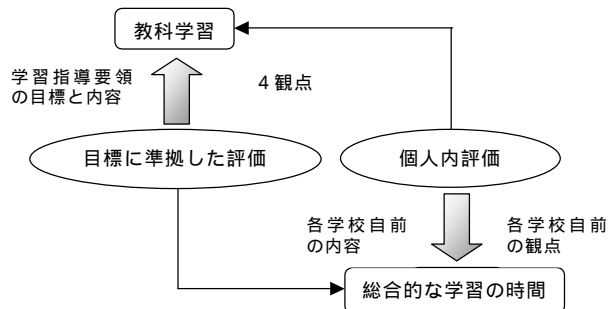 教科学習
学習指導要領
の目標と内容
4観点
目標に準拠した評価
個人内評価
各学校自前
の内容
各学校自前
の観点
総合的な学習の時間